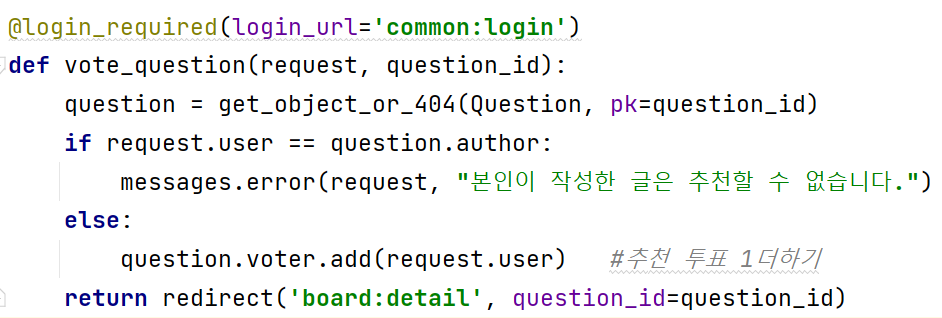 @login_required(login_url='common:login')
def vote_question(request, question_id):
    question = get_object_or_404(Question, pk=question_id)
    if request.user == question.author:
        messages.error(request, "본인이 작성한 글은 추천할 수 없습니다.")
    else:
        question.voter.add(request.user)   #추천 투표 1더하기
    return redirect('board:detail', question_id=question_id)